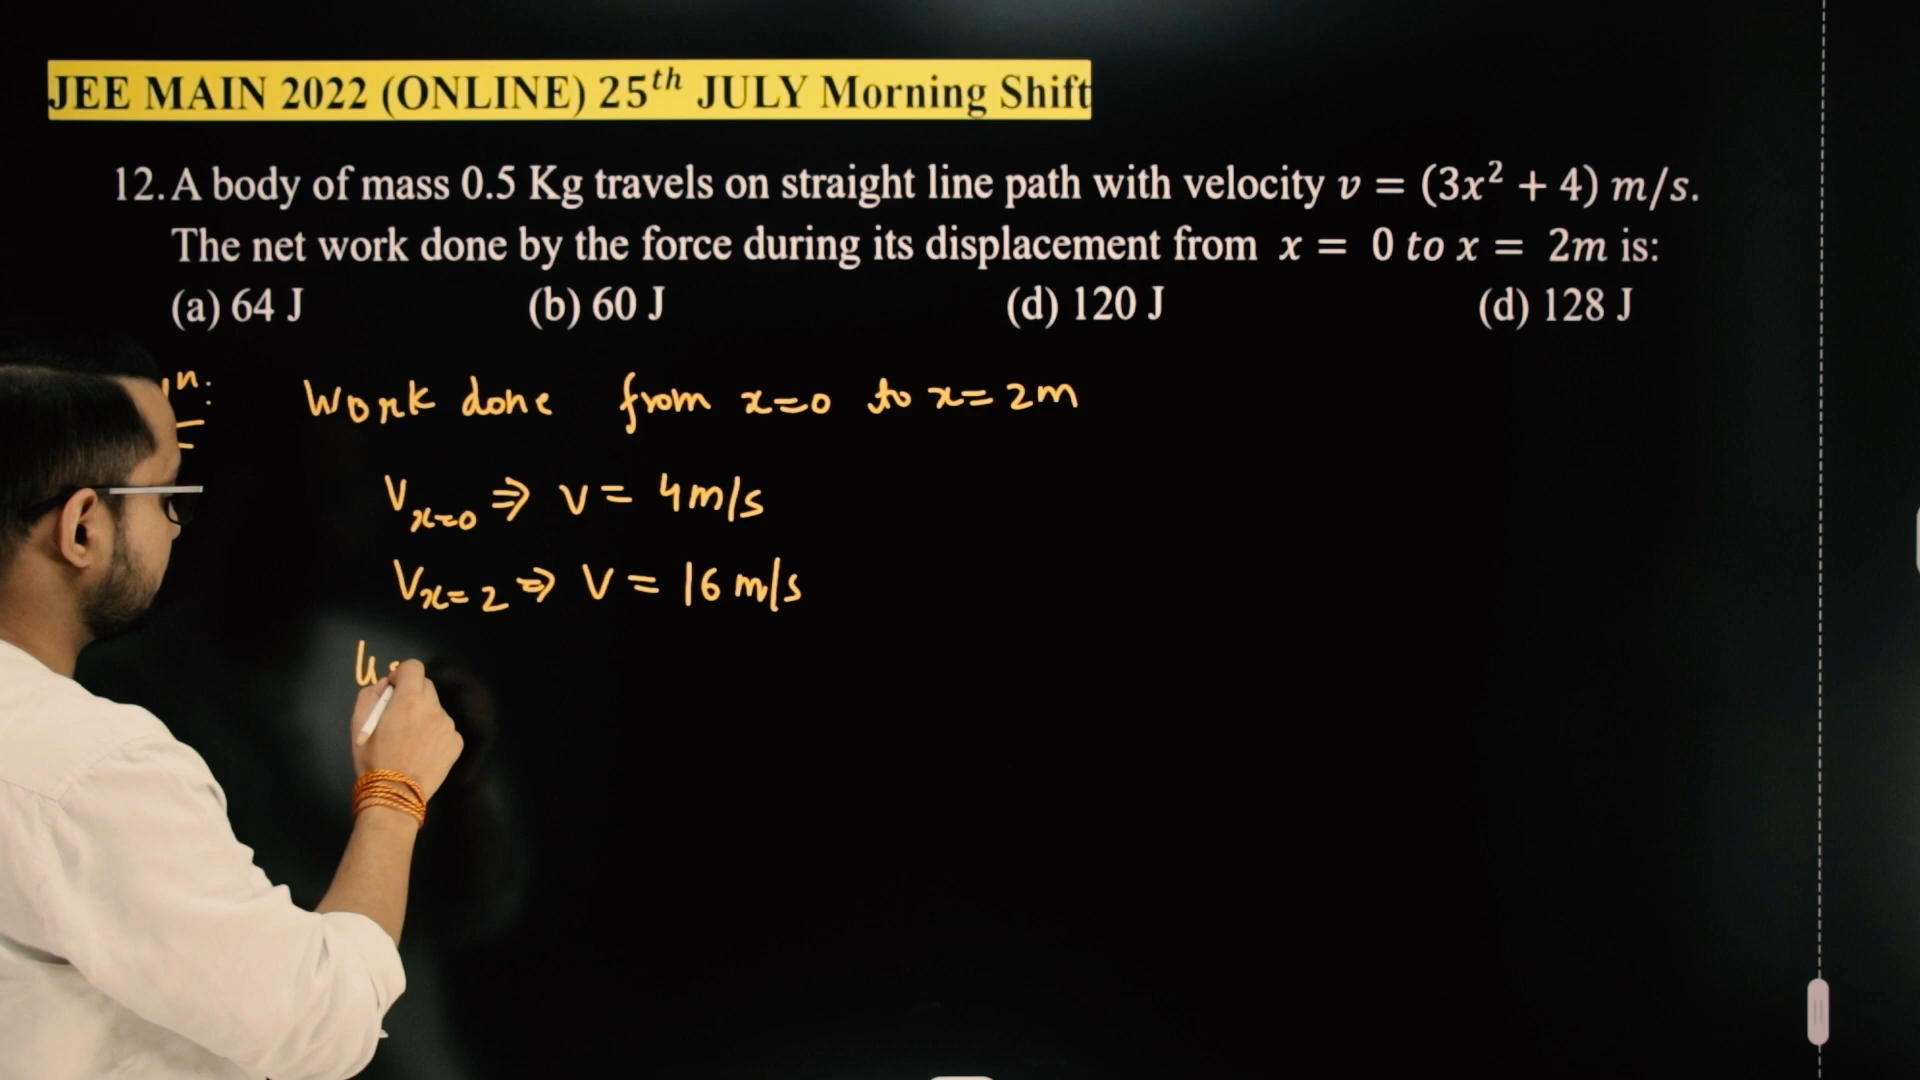 JEE MAIN 2022 (ONLINE) 25th JULY Morning Shift
12. A body of mass 0.5 Kg travels on straight line path with velocity v = (3x² + 4) m/s.
The net work done by the force during its displacement from x = 0 to x = 2m is:
(a) 64 J (b) 60 J (d) 120 J (d) 128 J
Work done from x=0 to x=2m
Vx=0 ⇒ V = 4m/s
Vx=2 ⇒ V = 16 m/s